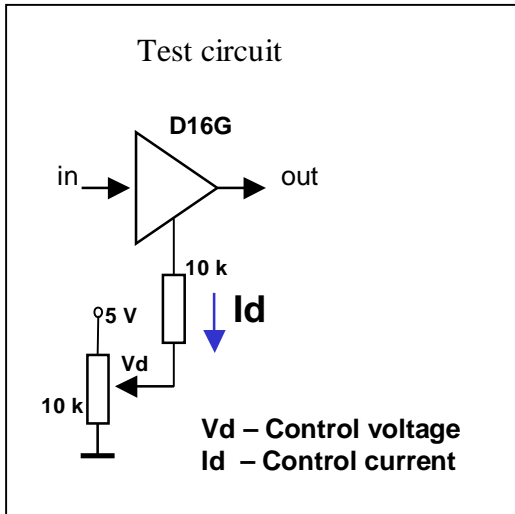 Test circuit
D16G
in
out
10 k
Id
5 V
Vd
10 k
Vd – Control voltage
Id – Control current